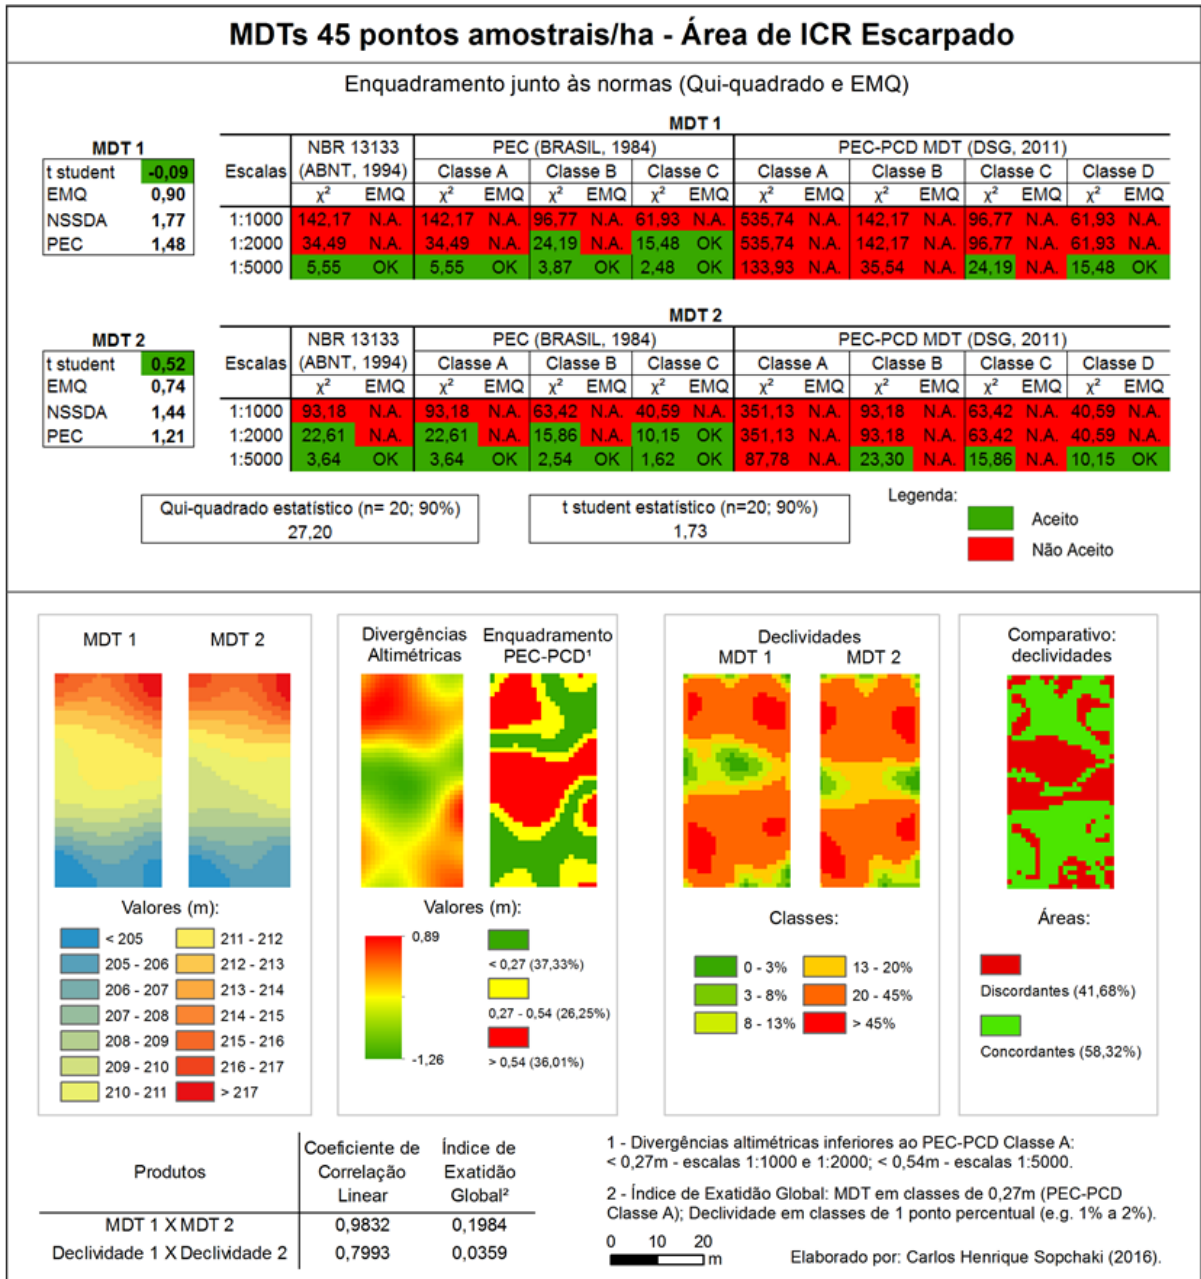 MDTs 45 pontos amostrais/ha - Área de ICR Escarpado
Enquadramento junto às normas (Qui-quadrado e EMQ)
MDT 1
t student -0,09
EMQ 0,90
NSSDA 1,77
PEC 1,48
MDT 1
Escalas NBR 13133 (ABNT, 1994) PEC (BRASIL, 1984) PEC-PCD MDT (DSG, 2011)
Classe A Classe B Classe C Classe A Classe B Classe C Classe D
χ² EMQ χ² EMQ χ² EMQ χ² EMQ χ² EMQ χ² EMQ χ² EMQ χ² EMQ
1:1000 142,17 N.A. 142,17 N.A. 96,77 N.A. 61,93 N.A. 535,74 N.A. 142,17 N.A. 96,77 N.A. 61,93 N.A.
1:2000 34,49 N.A. 34,49 N.A. 24,19 N.A. 15,48 OK 535,74 N.A. 142,17 N.A. 96,77 N.A. 61,93 N.A.
1:5000 5,55 OK 5,55 OK 3,87 OK 2,48 OK 133,93 N.A. 35,54 N.A. 24,19 N.A. 15,48 OK
MDT 2
t student 0,52
EMQ 0,74
NSSDA 1,44
PEC 1,21
MDT 2
Escalas NBR 13133 (ABNT, 1994) PEC (BRASIL, 1984) PEC-PCD MDT (DSG, 2011)
Classe A Classe B Classe C Classe A Classe B Classe C Classe D
χ² EMQ χ² EMQ χ² EMQ χ² EMQ χ² EMQ χ² EMQ χ² EMQ χ² EMQ
1:1000 93,18 N.A. 93,18 N.A. 63,42 N.A. 40,59 N.A. 351,13 N.A. 93,18 N.A. 63,42 N.A. 40,59 N.A.
1:2000 22,61 N.A. 22,61 N.A. 15,86 N.A. 10,15 OK 351,13 N.A. 93,18 N.A. 63,42 N.A. 40,59 N.A.
1:5000 3,64 OK 3,64 OK 2,54 OK 1,62 OK 87,78 N.A. 23,30 N.A. 15,86 N.A. 10,15 OK
Qui-quadrado estatístico (n= 20; 90%)
27,20
t student estatístico (n=20; 90%)
1,73
Legenda:
Aceito
Não Aceito
MDT 1 MDT 2
Valores (m):
< 205
205 - 206
206 - 207
207 - 208
208 - 209
209 - 210
210 - 211
211 - 212
212 - 213
213 - 214
214 - 215
215 - 216
216 - 217
> 217
Divergências Altimétricas
Enquadramento PEC-PCD¹
Valores (m):
0,89
-1,26
< 0,27 (37,33%)
0,27 - 0,54 (26,25%)
> 0,54 (36,01%)
Declividades
MDT 1 MDT 2
Classes:
0 - 3%
3 - 8%
8 - 13%
13 - 20%
20 - 45%
> 45%
Comparativo:
declividades
Áreas:
Discordantes (41,68%)
Concordantes (58,32%)
Produtos Coeficiente de Correlação Linear Índice de Exatidão Global²
MDT 1 X MDT 2 0,9832 0,1984
Declividade 1 X Declividade 2 0,7993 0,0359
1 - Divergências altimétricas inferiores ao PEC-PCD Classe A:
< 0,27m - escalas 1:1000 e 1:2000; < 0,54m - escalas 1:5000.
2 - Índice de Exatidão Global: MDT em classes de 0,27m (PEC-PCD
Classe A); Declividade em classes de 1 ponto percentual (e.g. 1% a 2%).
0 10 20
m
Elaborado por: Carlos Henrique Sopchaki (2016).